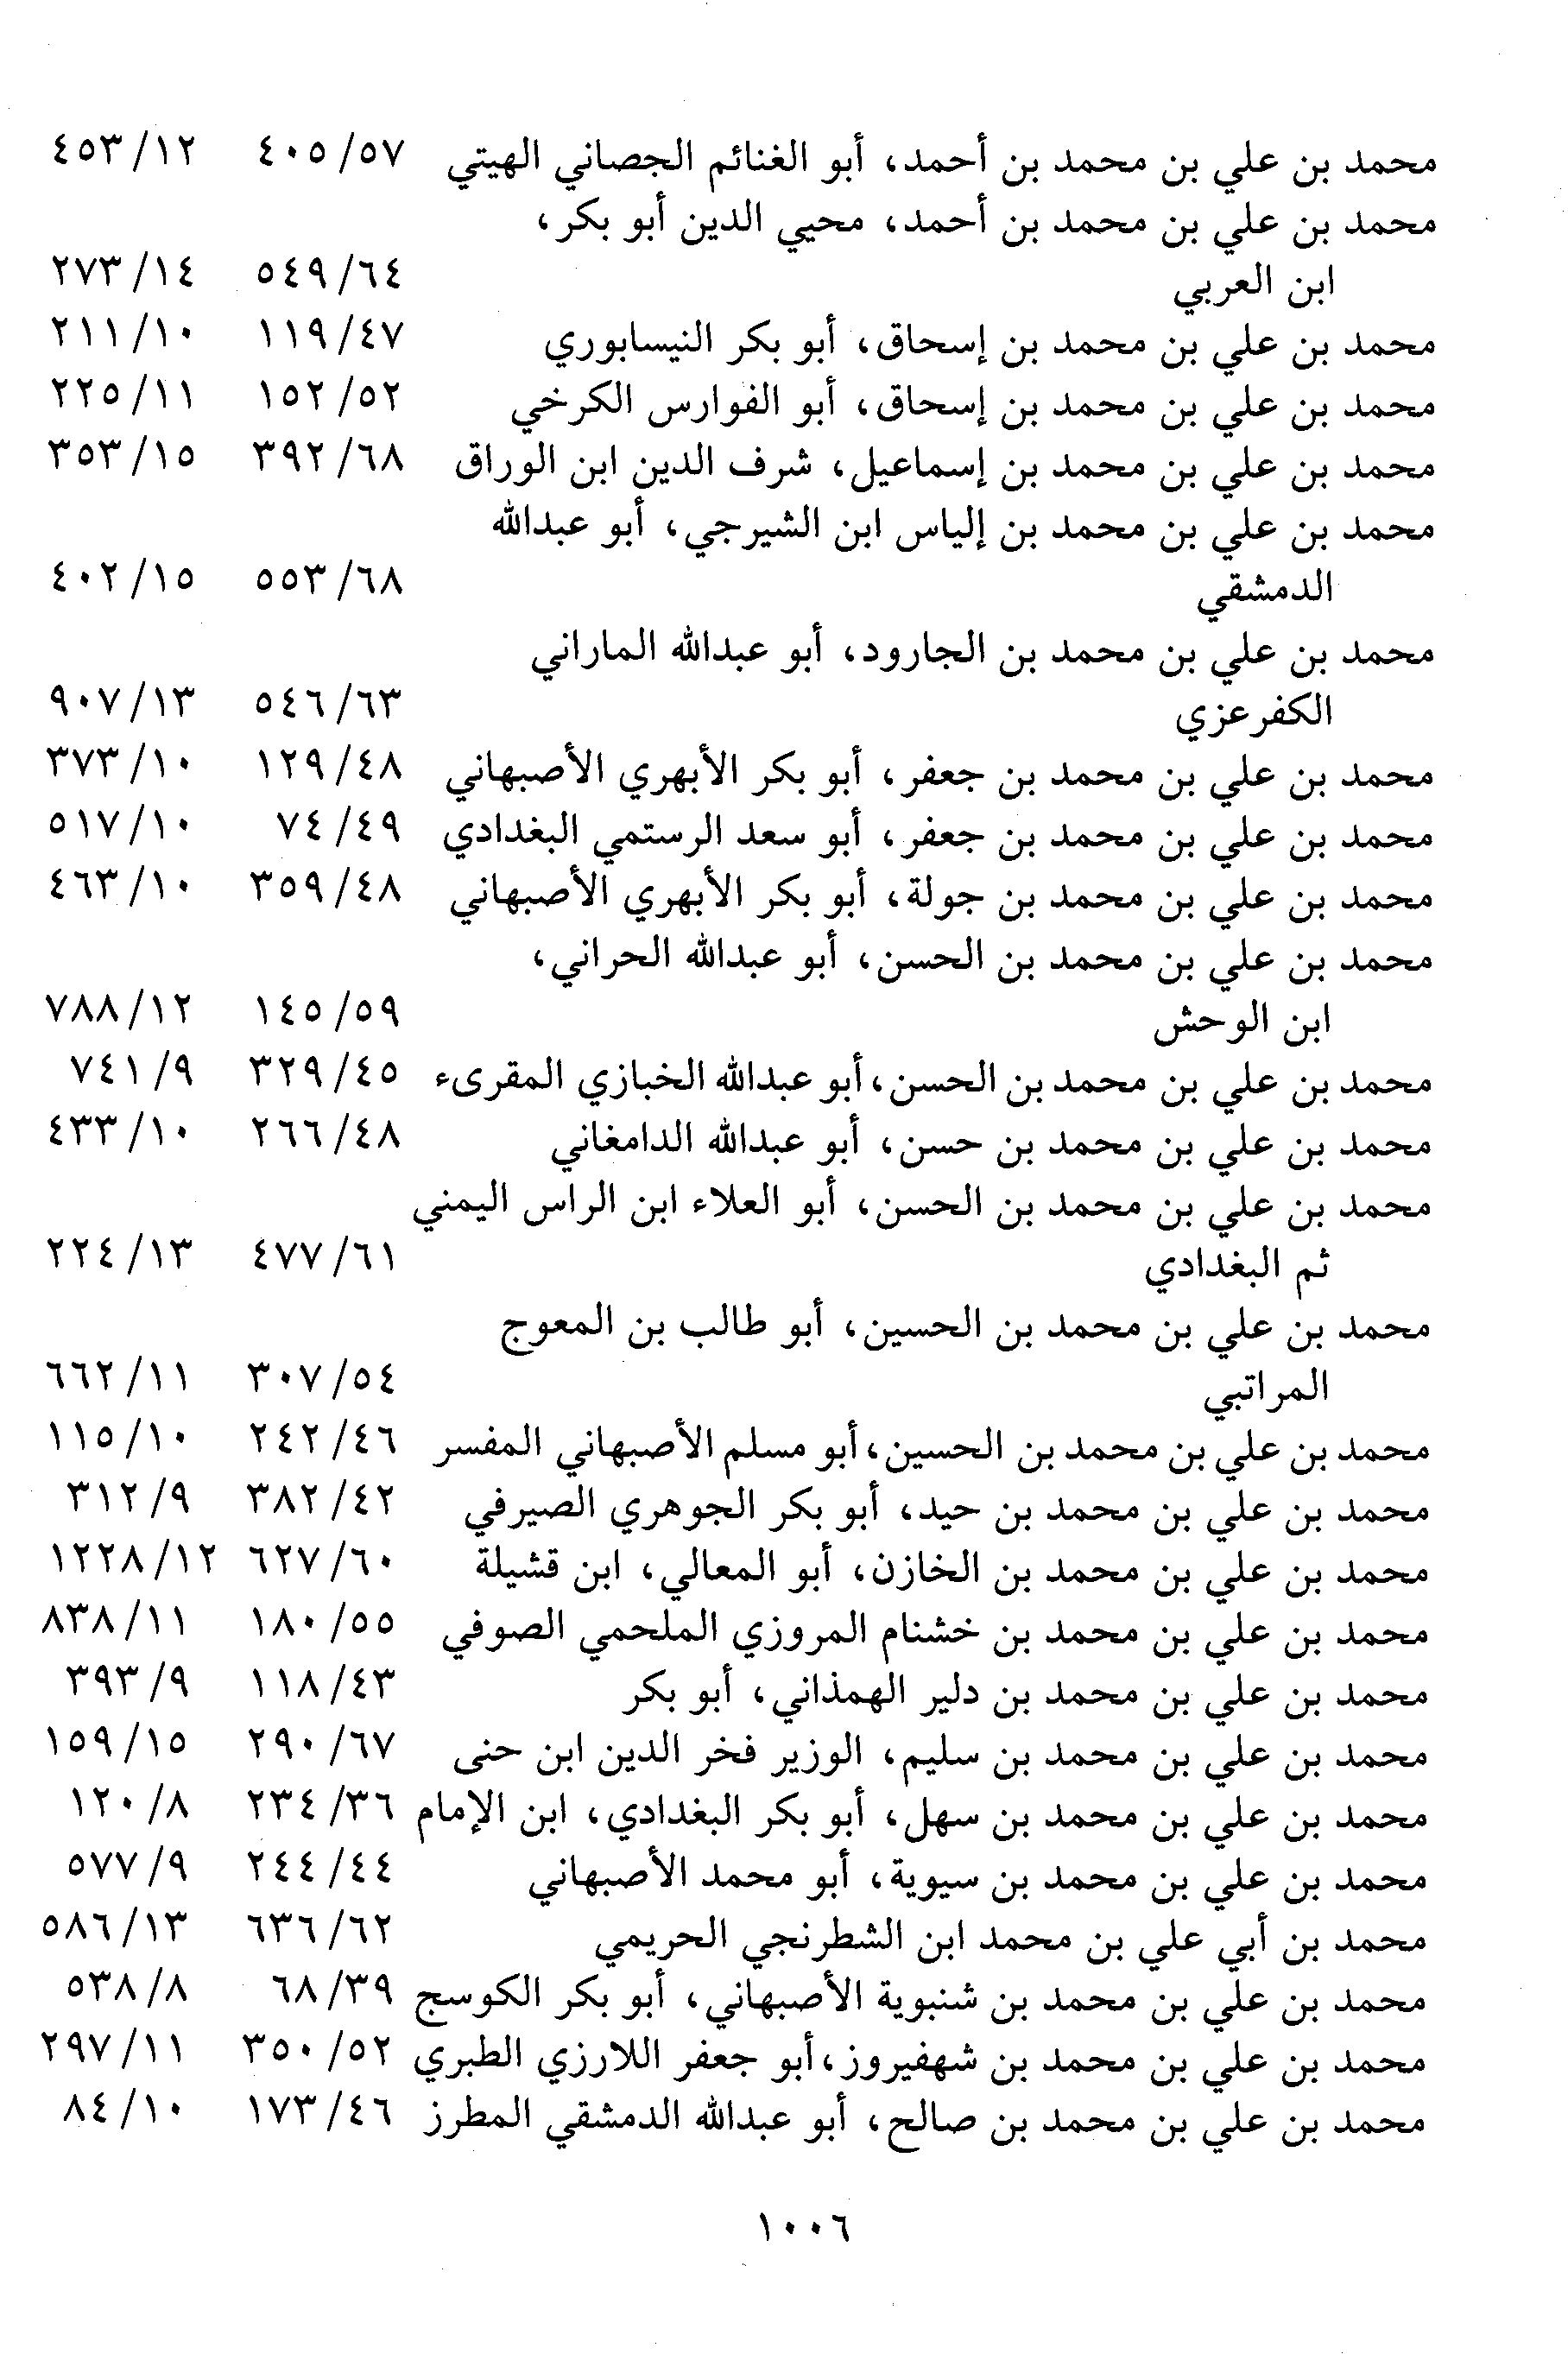 محمد بن علي بن محمد بن أحمد، أبو الغنائم الجصاني الهيتي ٤٠٥/٥٧ ٤٥٣/١٢
محمد بن علي بن محمد بن أحمد، محيي الدين أبو بكر،
ابن العربي ٥٤٩/٦٤ ٢٧٣/١٤
محمد بن علي بن محمد بن إسحاق، أبو بكر النيسابوري ١١٩/٤٧ ٢١١/١٠
محمد بن علي بن محمد بن إسحاق، أبو الفوارس الكرخي ١٥٢/٥٢ ٢٢٥/١١
محمد بن علي بن محمد بن إسماعيل، شرف الدين ابن الوراق ٣٩٢/٦٨ ٣٥٣/١٥
محمد بن علي بن محمد بن إلياس ابن الشيرجي، أبو عبدالله
الدمشقي ٥٥٣/٦٨ ٤٠٢/١٥
محمد بن علي بن محمد بن الجارود، أبو عبدالله الماراني
الكفرعزي ٥٤٦/٦٣ ٩٠٧/١٣
محمد بن علي بن محمد بن جعفر، أبو بكر الأبهري الأصبهاني ١٢٩/٤٨ ٣٧٣/١٠
محمد بن علي بن محمد بن جعفر، أبو سعد الرستمي البغدادي ٧٤/٤٩ ٥١٧/١٠
محمد بن علي بن محمد بن جولة، أبو بكر الأبهري الأصبهاني ٣٥٩/٤٨ ٤٦٣/١٠
محمد بن علي بن محمد بن الحسن، أبو عبدالله الحراني،
ابن الوحش ١٤٥/٥٩ ٧٨٨/١٢
محمد بن علي بن محمد بن الحسن، أبو عبدالله الخبازي المقرىء ٣٢٩/٤٥ ٧٤١/٩
محمد بن علي بن محمد بن حسن، أبو عبدالله الدامغاني ٢٦٦/٤٨ ٤٣٣/١٠
محمد بن علي بن محمد بن الحسن، أبو العلاء ابن الراس اليمني
ثم البغدادي ٤٧٧/٦١ ٢٢٤/١٣
محمد بن علي بن محمد بن الحسين، أبو طالب بن المعوج
المراتبي ٣٠٧/٥٤ ٦٦٢/١١
محمد بن علي بن محمد بن الحسين، أبو مسلم الأصبهاني المفسر ٢٤٢/٤٦ ١١٥/١٠
محمد بن علي بن محمد بن حيد، أبو بكر الجوهري الصيرفي ٣٨٢/٤٢ ٣١٢/٩
محمد بن علي بن محمد بن الخازن، أبو المعالي، ابن قشيلة ٦٢٧/٦٠ ١٢٢٨/١٢
محمد بن علي بن محمد بن خشنام المروزي الملحمي الصوفي ١٨٠/٥٥ ٨٣٨/١١
محمد بن علي بن محمد بن دلير الهمذاني، أبو بكر ١١٨/٤٣ ٣٩٣/٩
محمد بن علي بن محمد بن سليم، الوزير فخر الدين ابن حنى ٢٩٠/٦٧ ١٥٩/١٥
محمد بن علي بن محمد بن سهل، أبو بكر البغدادي، ابن الإمام ٢٣٤/٣٦ ١٢٠/٨
محمد بن علي بن محمد بن سيوية، أبو محمد الأصبهاني ٢٤٤/٤٤ ٥٧٧/٩
محمد بن أبي علي بن محمد ابن الشطرنجي الحريمي ٦٣٦/٦٢ ٥٨٦/١٣
محمد بن علي بن محمد بن شنبوية الأصبهاني، أبو بكر الكوسج ٦٨/٣٩ ٥٣٨/٨
محمد بن علي بن محمد بن شهفيروز، أبو جعفر اللارزي الطبري ٣٥٠/٥٢ ٢٩٧/١١
محمد بن علي بن محمد بن صالح، أبو عبدالله الدمشقي المطرز ١٧٣/٤٦ ٨٤/١٠
١٠٠٦